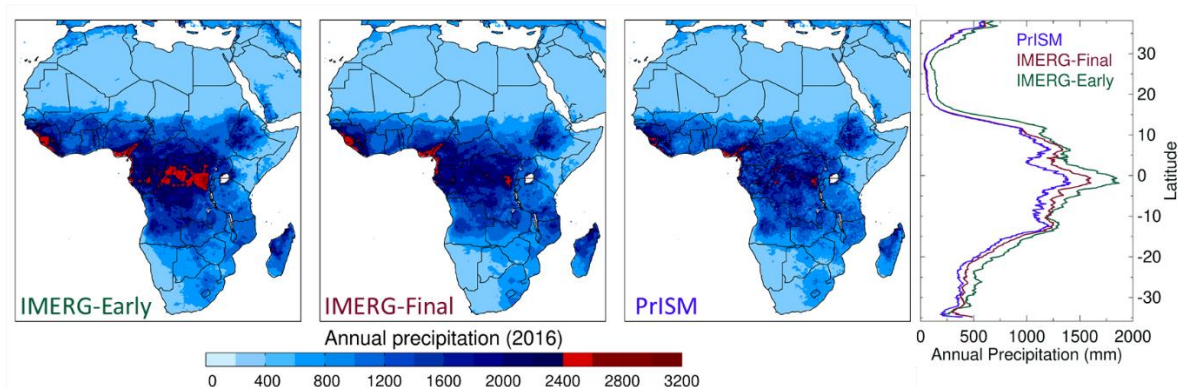 IMERG-Early
IMERG-Final
PrISM
Annual precipitation (2016)
0 400 800 1200 1600 2000 2400 2800 3200
PrISM
IMERG-Final
IMERG-Early
30
20
10
0
-10
-20
-30
Latitude
0 500 1000 1500 2000
Annual Precipitation (mm)